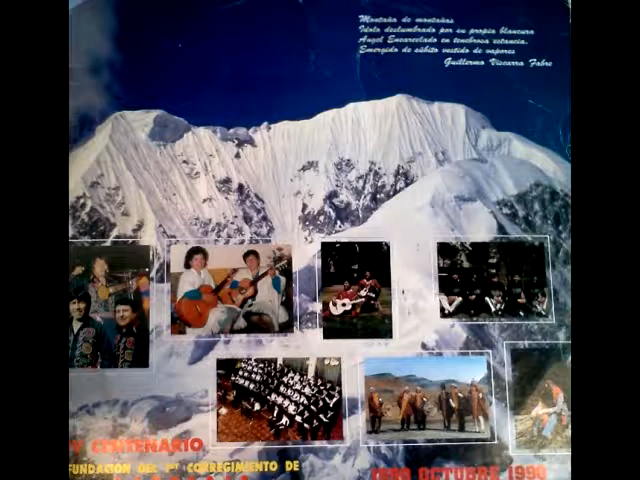 Montaña de montañas
Idolo deslumbrado por su propia blancura
Angel Encarcelado en tenebrosa estancia.
Emergido de súbito vestido de vapores
Guillermo Viscarra Fabre
V CENTENARIO
FUNDACION DEL 1er CORREGIMIENTO DE
OCTUBRE 1990